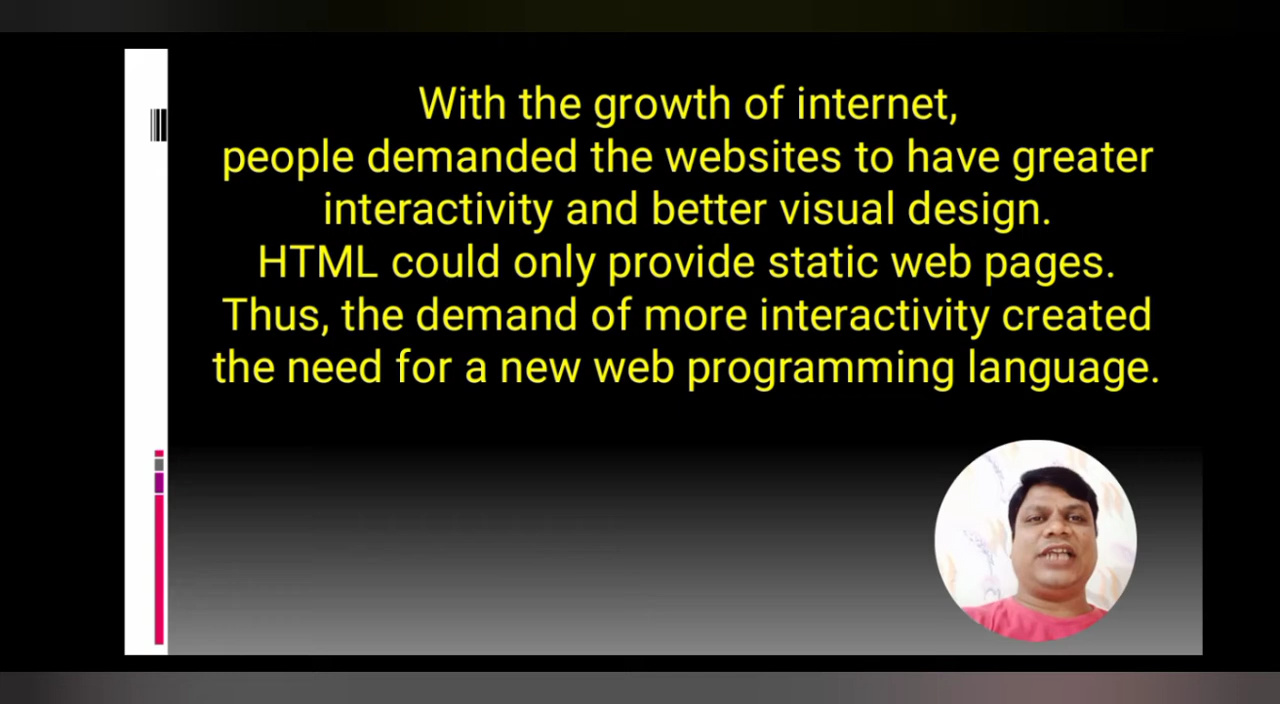 With the growth of internet,
people demanded the websites to have greater
interactivity and better visual design.
HTML could only provide static web pages.
Thus, the demand of more interactivity created
the need for a new web programming language.